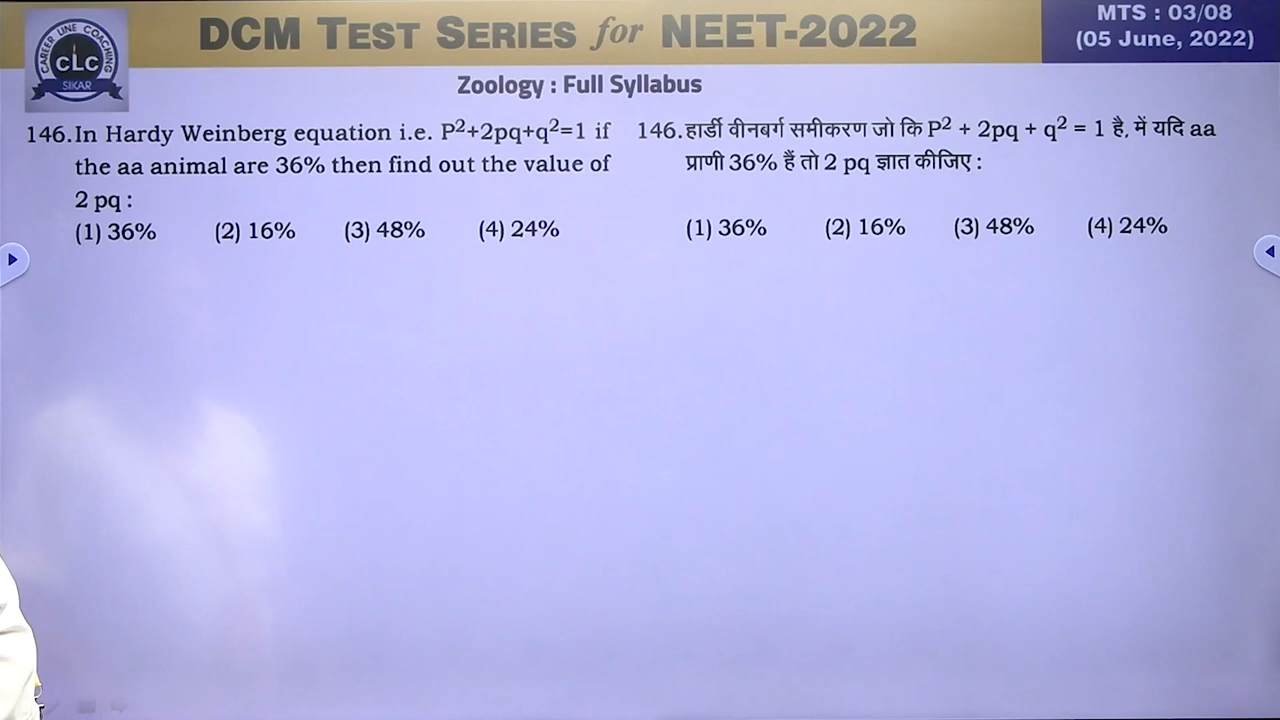 CAREER LINE COACHING
CLC
SIKAR
DCM TEST SERIES for NEET-2022
MTS : 03/08
(05 June, 2022)
Zoology : Full Syllabus
146. In Hardy Weinberg equation i.e. P²+2pq+q²=1 if
the aa animal are 36% then find out the value of
2 pq :
(1) 36% (2) 16% (3) 48% (4) 24%
146. हार्डी वीनबर्ग समीकरण जो कि P² + 2pq + q² = 1 है, में यदि aa
प्राणी 36% हैं तो 2 pq ज्ञात कीजिए :
(1) 36% (2) 16% (3) 48% (4) 24%